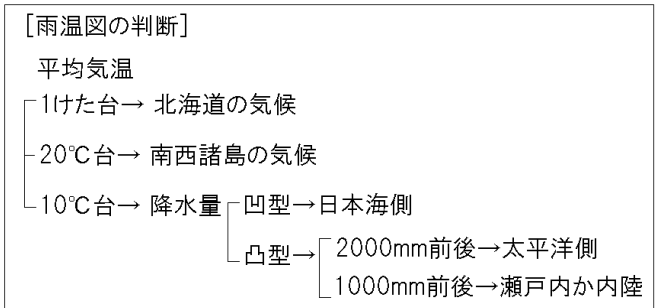 [雨温図の判断]
平均気温
1けた台→ 北海道の気候
20℃台→ 南西諸島の気候
10℃台→ 降水量 凹型→日本海側
凸型→ 2000mm前後→太平洋側
1000mm前後→瀬戸内か内陸